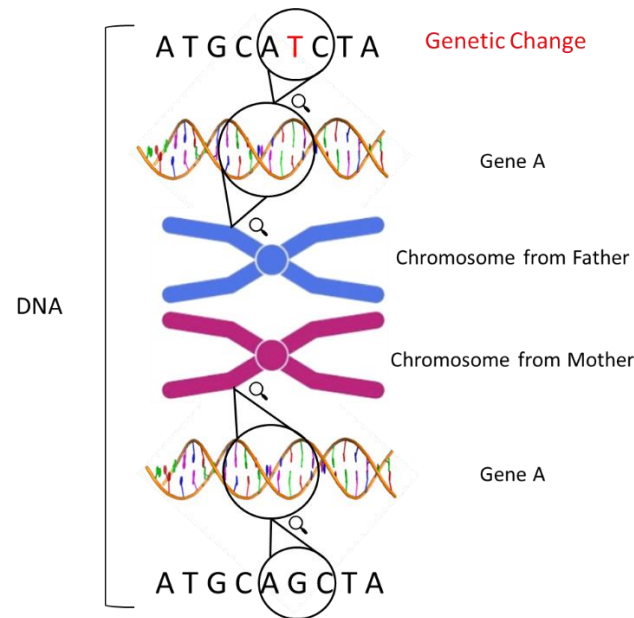 A T G C A T C T A
Genetic Change
Gene A
Chromosome from Father
DNA
Chromosome from Mother
Gene A
A T G C A G C T A